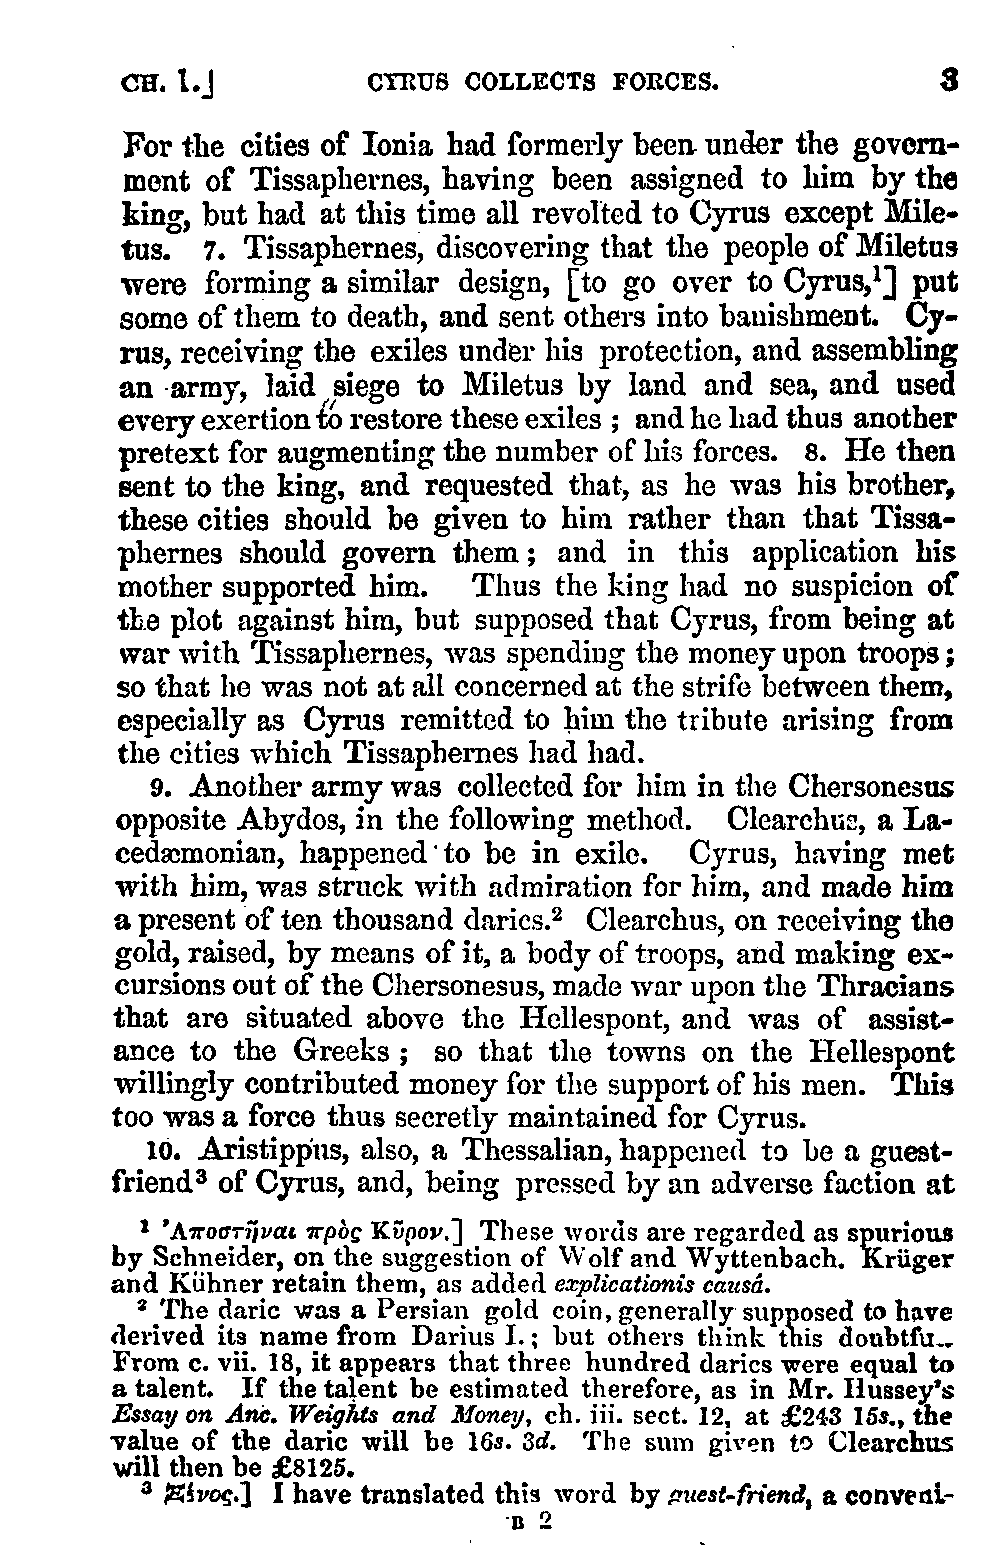 CH. I.] CYRUS COLLECTS FORCES. 3
For the cities of Ionia had formerly been under the govern-
ment of Tissaphernes, having been assigned to him by the
king, but had at this time all revolted to Cyrus except Mile-
tus. 7. Tissaphernes, discovering that the people of Miletus
were forming a similar design, [to go over to Cyrus,¹] put
some of them to death, and sent others into banishment. Cy-
rus, receiving the exiles under his protection, and assembling
an army, laid siege to Miletus by land and sea, and used
every exertion to restore these exiles ; and he had thus another
pretext for augmenting the number of his forces. 8. He then
sent to the king, and requested that, as he was his brother,
these cities should be given to him rather than that Tissa-
phernes should govern them ; and in this application his
mother supported him. Thus the king had no suspicion of
the plot against him, but supposed that Cyrus, from being at
war with Tissaphernes, was spending the money upon troops ;
so that he was not at all concerned at the strife between them,
especially as Cyrus remitted to him the tribute arising from
the cities which Tissaphernes had had.
9. Another army was collected for him in the Chersonesus
opposite Abydos, in the following method. Clearchus, a La-
cedæmonian, happened to be in exile. Cyrus, having met
with him, was struck with admiration for him, and made him
a present of ten thousand darics.² Clearchus, on receiving the
gold, raised, by means of it, a body of troops, and making ex-
cursions out of the Chersonesus, made war upon the Thracians
that are situated above the Hellespont, and was of assist-
ance to the Greeks ; so that the towns on the Hellespont
willingly contributed money for the support of his men. This
too was a force thus secretly maintained for Cyrus.
10. Aristippus, also, a Thessalian, happened to be a guest-
friend³ of Cyrus, and, being pressed by an adverse faction at
¹ Ἀποστῆναι πρὸς Κῦρον.] These words are regarded as spurious
by Schneider, on the suggestion of Wolf and Wyttenbach. Krüger
and Kühner retain them, as added explicationis causâ.
² The daric was a Persian gold coin, generally supposed to have
derived its name from Darius I. ; but others think this doubtful.
From c. vii. 18, it appears that three hundred darics were equal to
a talent. If the talent be estimated therefore, as in Mr. Hussey's
Essay on Anc. Weights and Money, ch. iii. sect. 12, at £243 15s., the
value of the daric will be 16s. 3d. The sum given to Clearchus
will then be £8125.
³ Ξένος.] I have translated this word by guest-friend, a conveni-
B 2